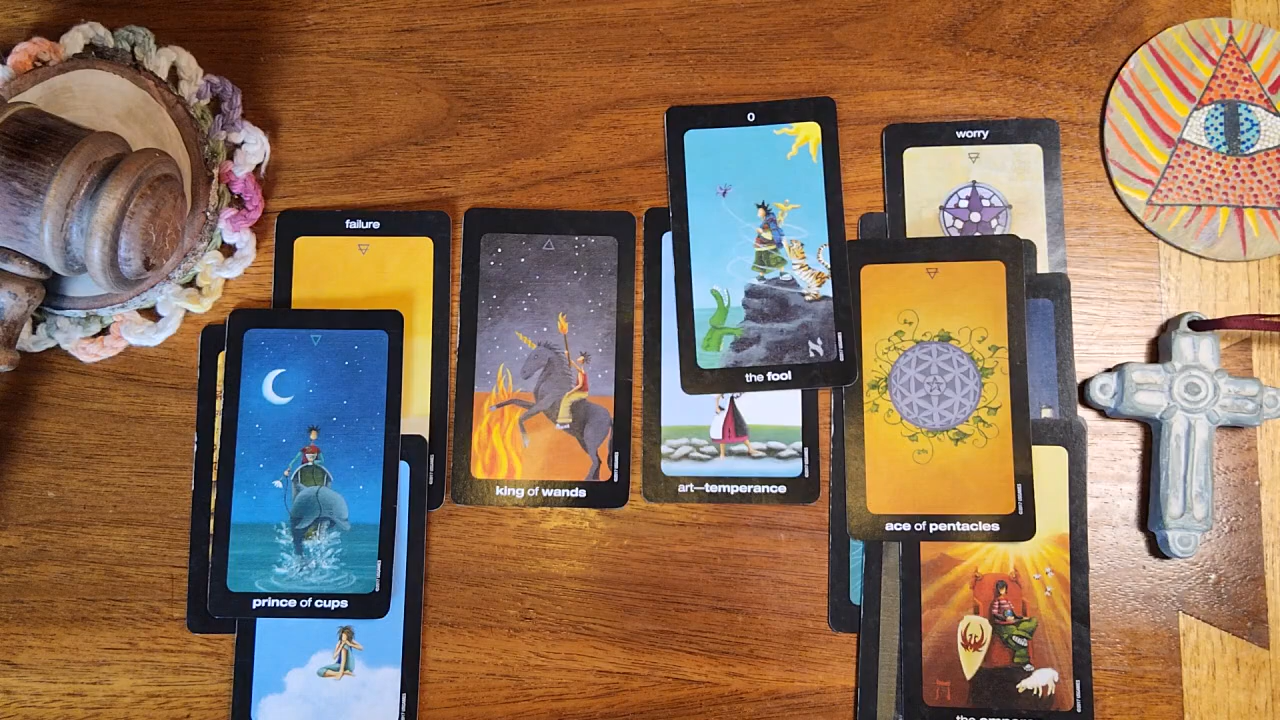 0
worry
failure
the fool
king of wands
art—temperance
ace of pentacles
prince of cups